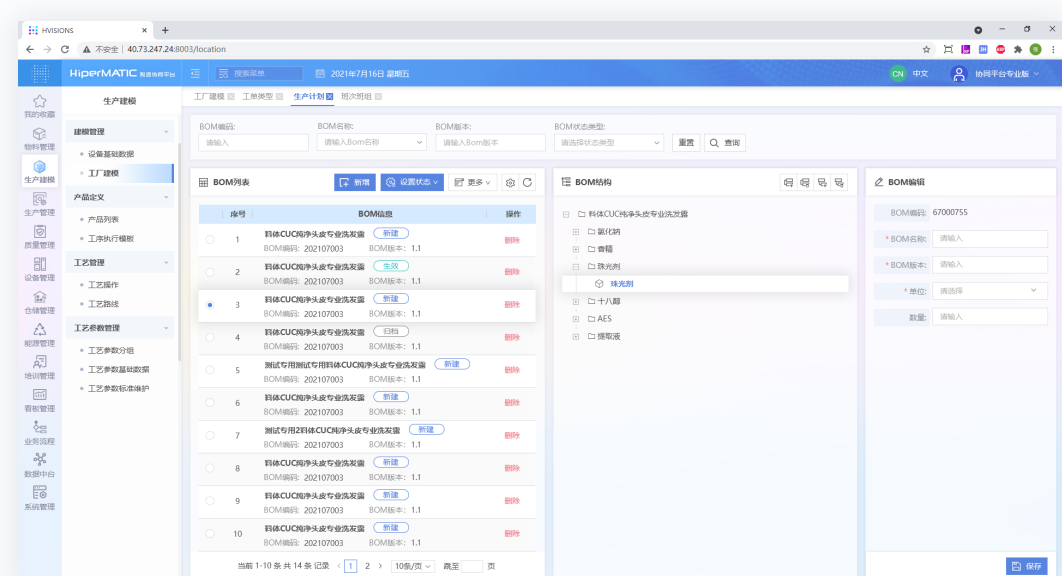 HVISIONS
不安全 | 40.73.247.24:8003/location
HiperMATIC 智造协同平台 搜索菜单 2021年7月16日 星期五 CN 中文 协同平台专业版
我的收藏
物料管理
生产建模
生产管理
质量管理
设备管理
仓储管理
能源管理
培训管理
看板管理
业务流程
数据中台
系统管理
生产建模
建模管理
设备基础数据
工厂建模
产品定义
产品列表
工序执行模板
工艺管理
工艺操作
工艺路线
工艺参数管理
工艺参数分组
工艺参数基础数据
工艺参数标准维护
工厂建模 工单类型 生产计划 班次班组
BOM编码: BOM名称: BOM版本: BOM状态类型:
请输入 请输入Bom名称 请输入Bom版本 请选择状态类型 重置 查询
BOM列表 新增 设置状态 更多
序号 BOM信息 操作
1 料体CUC纯净头皮专业洗发露 新建 删除
BOM编码: 202107003 BOM版本: 1.1
2 料体CUC纯净头皮专业洗发露 生效 删除
BOM编码: 202107003 BOM版本: 1.1
3 料体CUC纯净头皮专业洗发露 新建 删除
BOM编码: 202107003 BOM版本: 1.1
4 料体CUC纯净头皮专业洗发露 归档 删除
BOM编码: 202107003 BOM版本: 1.1
5 测试专用测试专用料体CUC纯净头皮专业洗发露 新建 删除
BOM编码: 202107003 BOM版本: 1.1
6 料体CUC纯净头皮专业洗发露 新建 删除
BOM编码: 202107003 BOM版本: 1.1
7 测试专用2料体CUC纯净头皮专业洗发露 新建 删除
BOM编码: 202107003 BOM版本: 1.1
8 料体CUC纯净头皮专业洗发露 新建 删除
BOM编码: 202107003 BOM版本: 1.1
9 料体CUC纯净头皮专业洗发露 新建 删除
BOM编码: 202107003 BOM版本: 1.1
10 料体CUC纯净头皮专业洗发露 新建 删除
BOM编码: 202107003 BOM版本: 1.1
当前 1-10 条 共 14 条 记录 < 1 2 > 10条/页 跳至 页
BOM结构
料体CUC纯净头皮专业洗发露
氯化钠
香精
珠光剂
珠光剂
十八醇
AES
提取液
BOM编辑
BOM编码: 67000755
* BOM名称: 请输入
* BOM版本: 请输入
* 单位: 请选择
数量: 请输入
保存